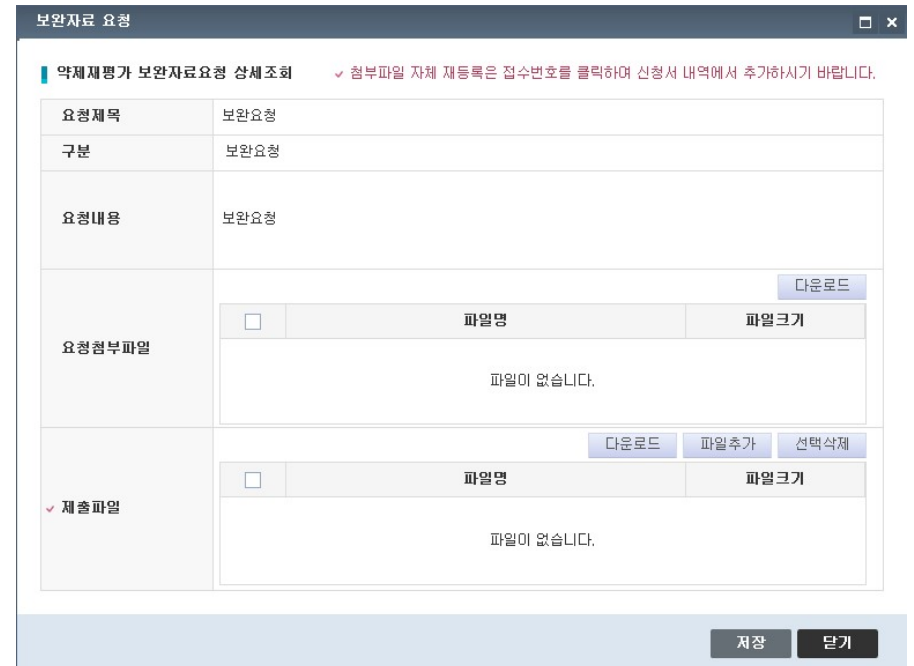 보완자료 요청
약제재평가 보완자료요청 상세조회 첨부파일 자체 재등록은 접수번호를 클릭하여 신청서 내역에서 추가하시기 바랍니다.
요청제목 보완요청
구분 보완요청
요청내용 보완요청
다운로드
파일명 파일크기
요청첨부파일
파일이 없습니다.
다운로드 파일추가 선택삭제
파일명 파일크기
제출파일
파일이 없습니다.
저장 닫기